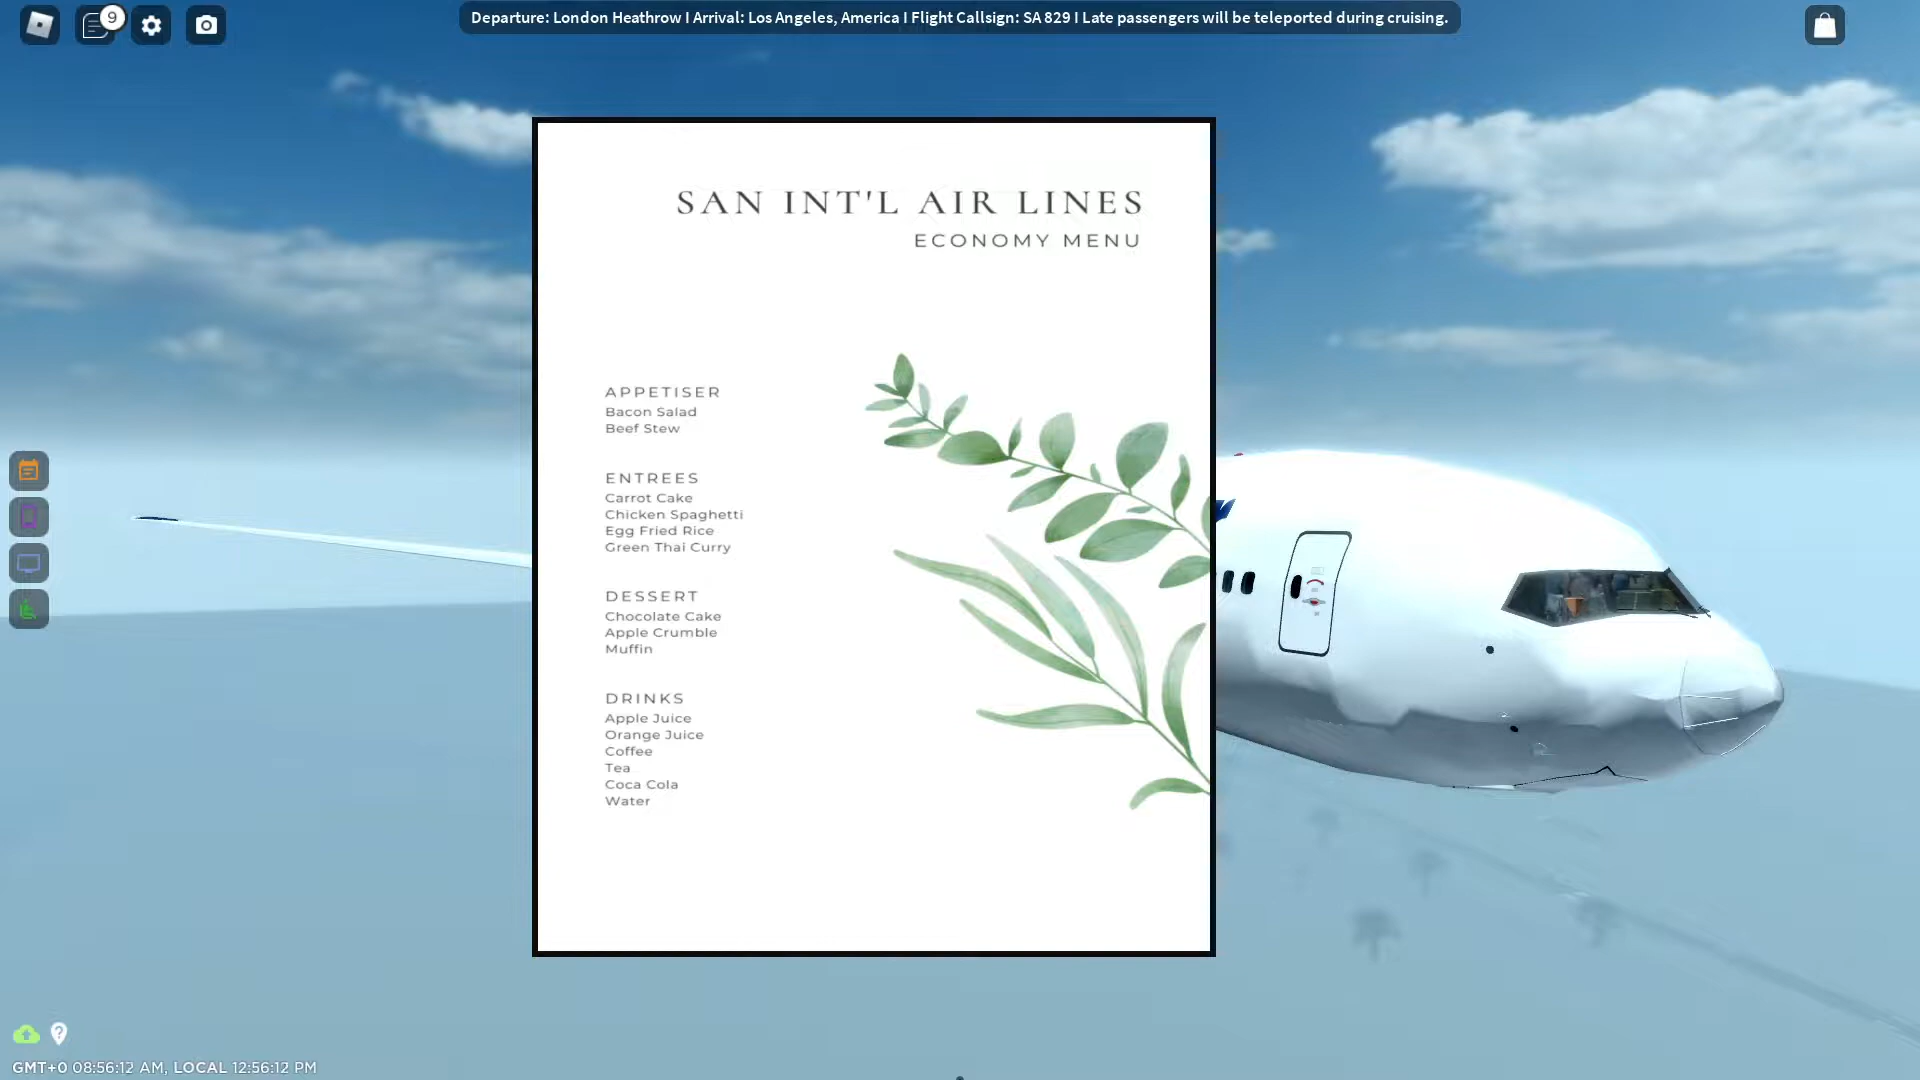 9
Departure: London Heathrow I Arrival: Los Angeles, America I Flight Callsign: SA 829 I Late passengers will be teleported during cruising.
SAN INT'L AIR LINES
ECONOMY MENU
APPETISER
Bacon Salad
Beef Stew
ENTREES
Carrot Cake
Chicken Spaghetti
Egg Fried Rice
Green Thai Curry
DESSERT
Chocolate Cake
Apple Crumble
Muffin
DRINKS
Apple Juice
Orange Juice
Coffee
Tea
Coca Cola
Water
GMT+0 08:56:12 AM, LOCAL 12:56:12 PM